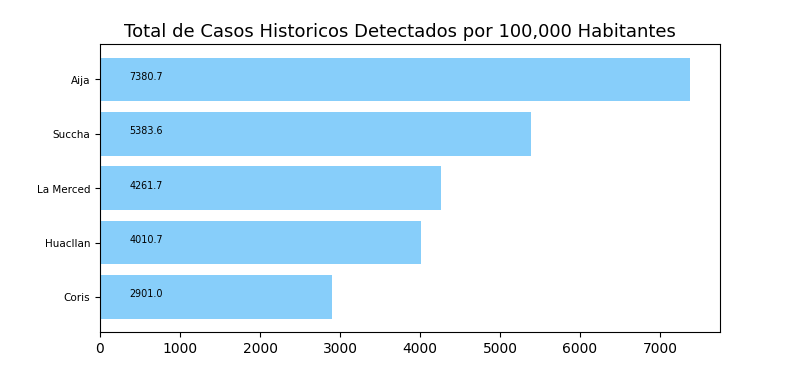 Total de Casos Historicos Detectados por 100,000 Habitantes
Aija 7380.7
Succha 5383.6
La Merced 4261.7
Huacllan 4010.7
Coris 2901.0
0 1000 2000 3000 4000 5000 6000 7000